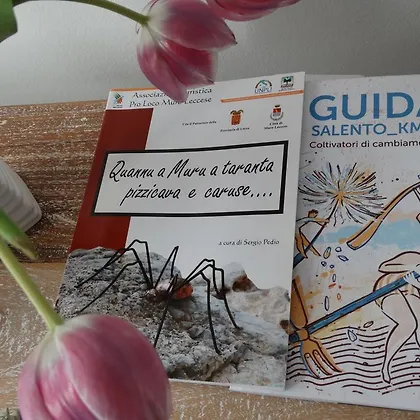 Associazione Turistica
Pro Loco Muro Leccese
UNPLI
Con il Patrocinio della
Provincia di Lecce
Città di
Muro Leccese
Quannu a Muru a taranta
pizzicava e caruse....
a cura di Sergio Pedio
GUIDA
SALENTO_KM
Coltivatori di cambiame